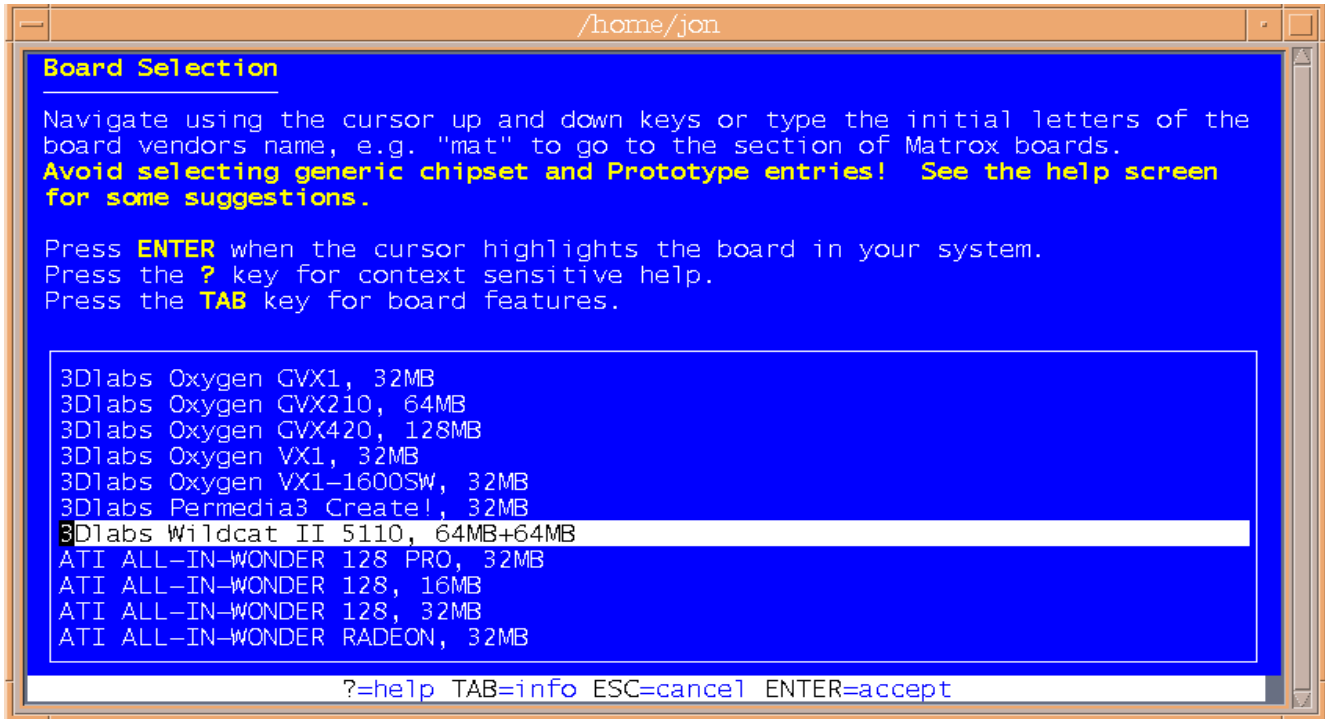 /home/jon
Board Selection
Navigate using the cursor up and down keys or type the initial letters of the
board vendors name, e.g. "mat" to go to the section of Matrox boards.
Avoid selecting generic chipset and Prototype entries!  See the help screen
for some suggestions.
Press ENTER when the cursor highlights the board in your system.
Press the ? key for context sensitive help.
Press the TAB key for board features.
3Dlabs Oxygen GVX1, 32MB
3Dlabs Oxygen GVX210, 64MB
3Dlabs Oxygen GVX420, 128MB
3Dlabs Oxygen VX1, 32MB
3Dlabs Oxygen VX1-1600SW, 32MB
3Dlabs Permedia3 Create!, 32MB
3Dlabs Wildcat II 5110, 64MB+64MB
ATI ALL-IN-WONDER 128 PRO, 32MB
ATI ALL-IN-WONDER 128, 16MB
ATI ALL-IN-WONDER 128, 32MB
ATI ALL-IN-WONDER RADEON, 32MB
?=help TAB=info ESC=cancel ENTER=accept